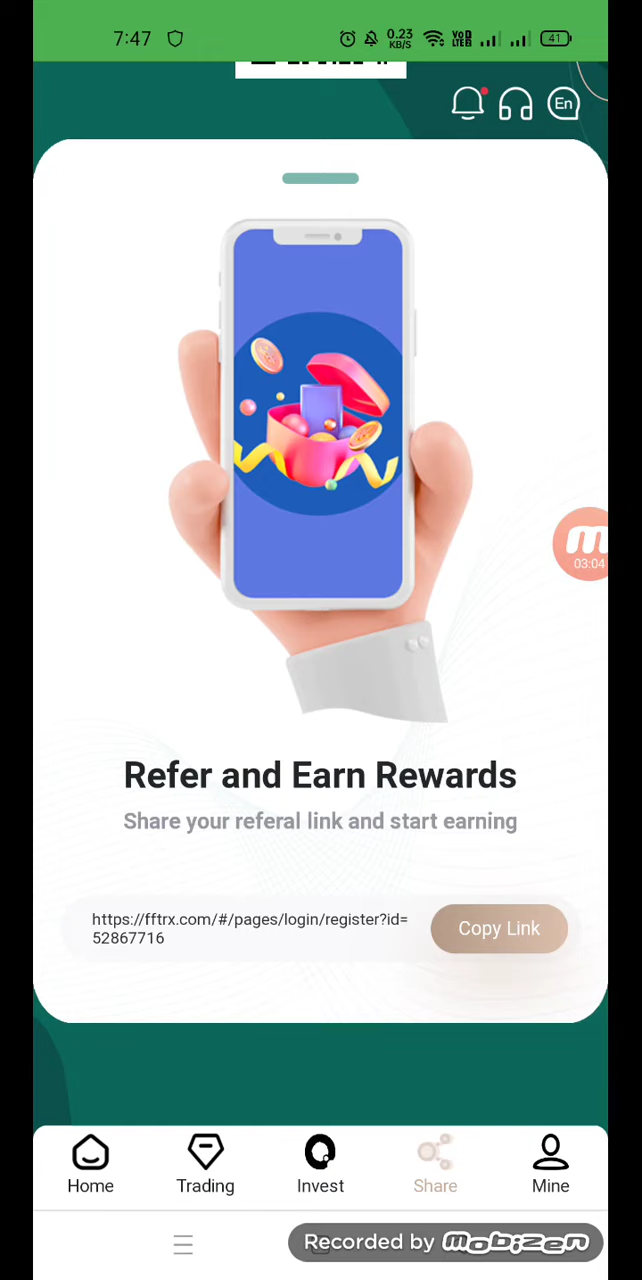 7:47
0.23
KB/S
VoD
LTE2
41
En
03:04
Refer and Earn Rewards
Share your referal link and start earning
https://fftrx.com/#/pages/login/register?id=
52867716
Copy Link
Home
Trading
Invest
Share
Mine
Recorded by mobizen